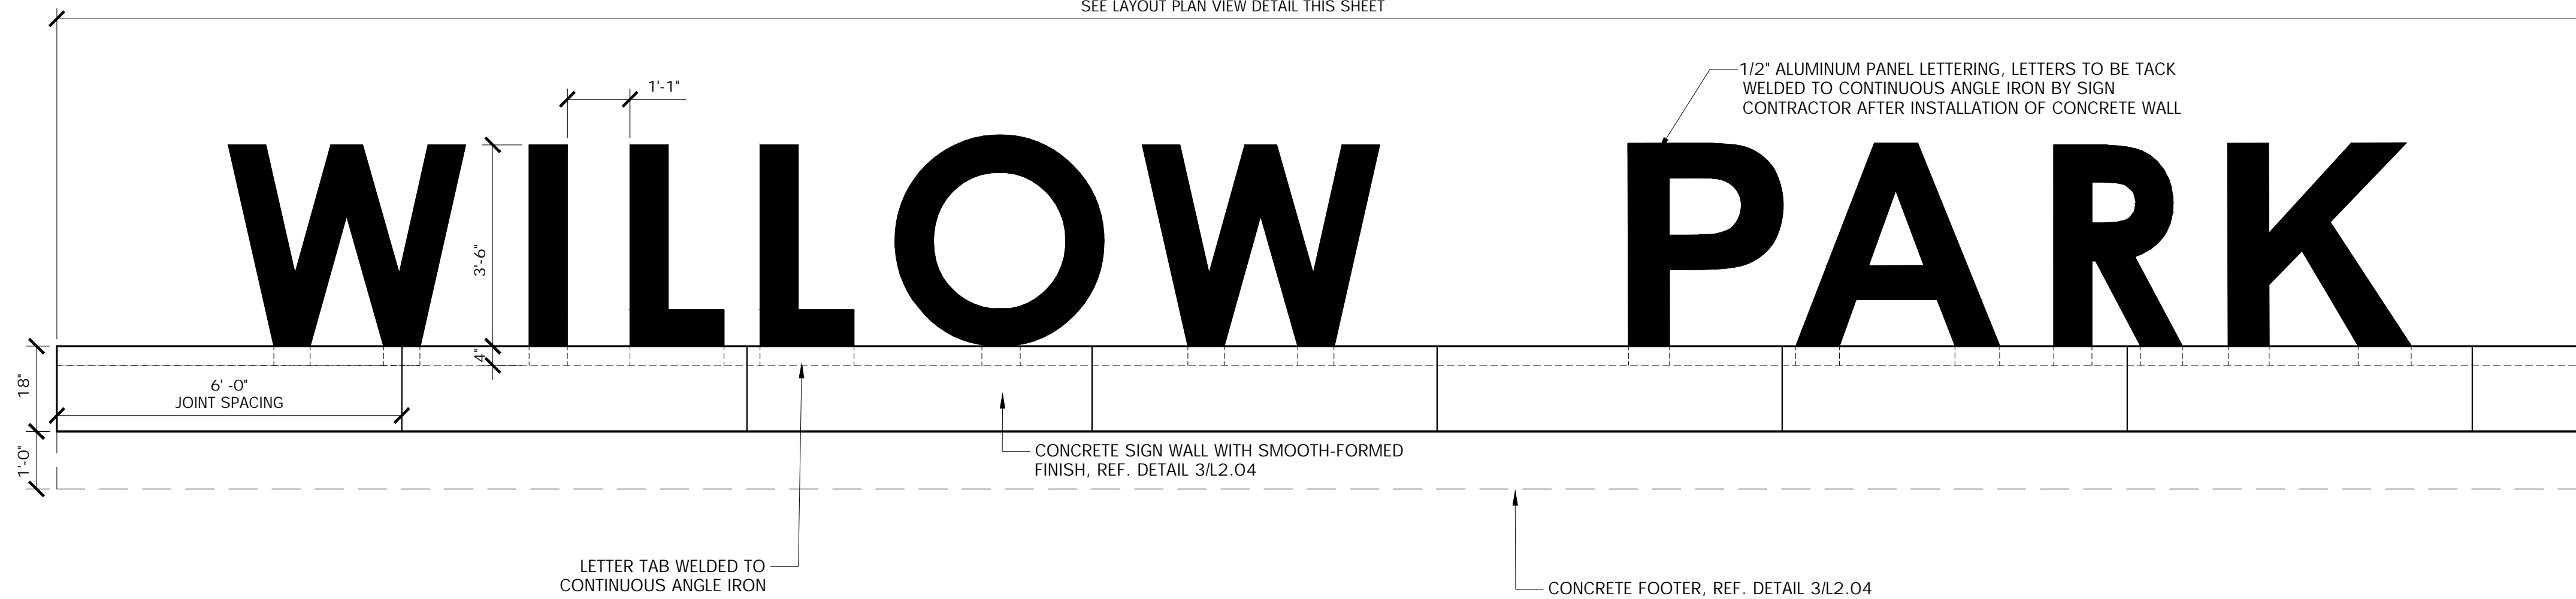 SEE LAYOUT PLAN VIEW DETAIL THIS SHEET
1/2" ALUMINUM PANEL LETTERING, LETTERS TO BE TACK
WELDED TO CONTINUOUS ANGLE IRON BY SIGN
CONTRACTOR AFTER INSTALLATION OF CONCRETE WALL
1'-1"
WILLOW PARK
3'-6"
4"
18"
6' -0"
JOINT SPACING
1'-0"
CONCRETE SIGN WALL WITH SMOOTH-FORMED
FINISH, REF. DETAIL 3/L2.04
LETTER TAB WELDED TO
CONTINUOUS ANGLE IRON
CONCRETE FOOTER, REF. DETAIL 3/L2.04